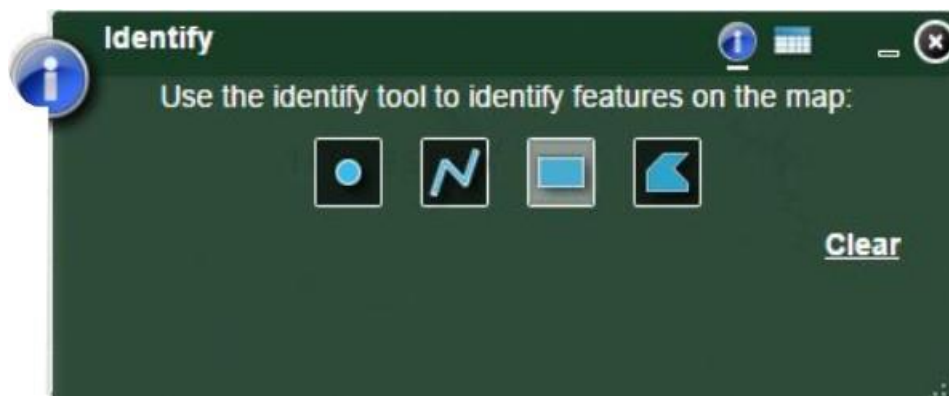 Identify
Use the identify tool to identify features on the map:
Clear